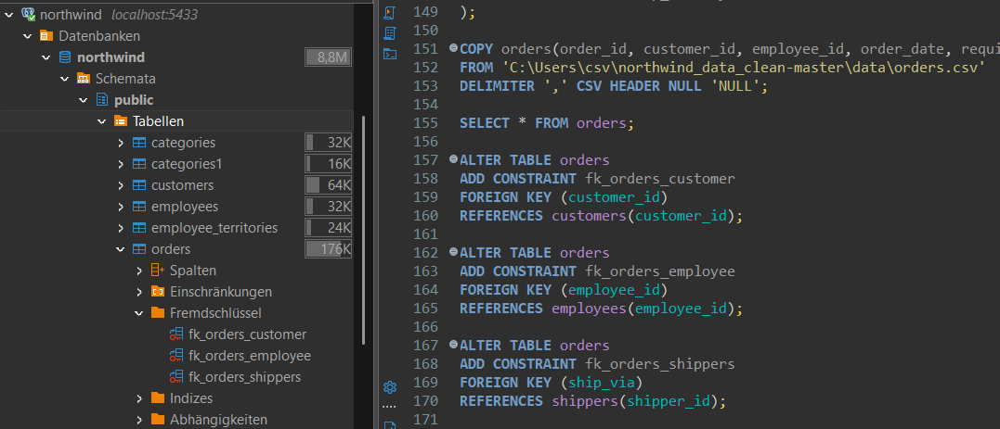 northwind localhost:5433
Datenbanken
northwind 8,8M
Schemata
public
Tabellen
categories 32K
categories1 16K
customers 64K
employees 32K
employee_territories 24K
orders 176K
Spalten
Einschränkungen
Fremdschlüssel
fk_orders_customer
fk_orders_employee
fk_orders_shippers
Indizes
Abhängigkeiten
149 );
150
151 COPY orders(order_id, customer_id, employee_id, order_date, requi
152 FROM 'C:\Users\csv\northwind_data_clean-master\data\orders.csv'
153 DELIMITER ',' CSV HEADER NULL 'NULL';
154
155 SELECT * FROM orders;
156
157 ALTER TABLE orders
158 ADD CONSTRAINT fk_orders_customer
159 FOREIGN KEY (customer_id)
160 REFERENCES customers(customer_id);
161
162 ALTER TABLE orders
163 ADD CONSTRAINT fk_orders_employee
164 FOREIGN KEY (employee_id)
165 REFERENCES employees(employee_id);
166
167 ALTER TABLE orders
168 ADD CONSTRAINT fk_orders_shippers
169 FOREIGN KEY (ship_via)
170 REFERENCES shippers(shipper_id);
171